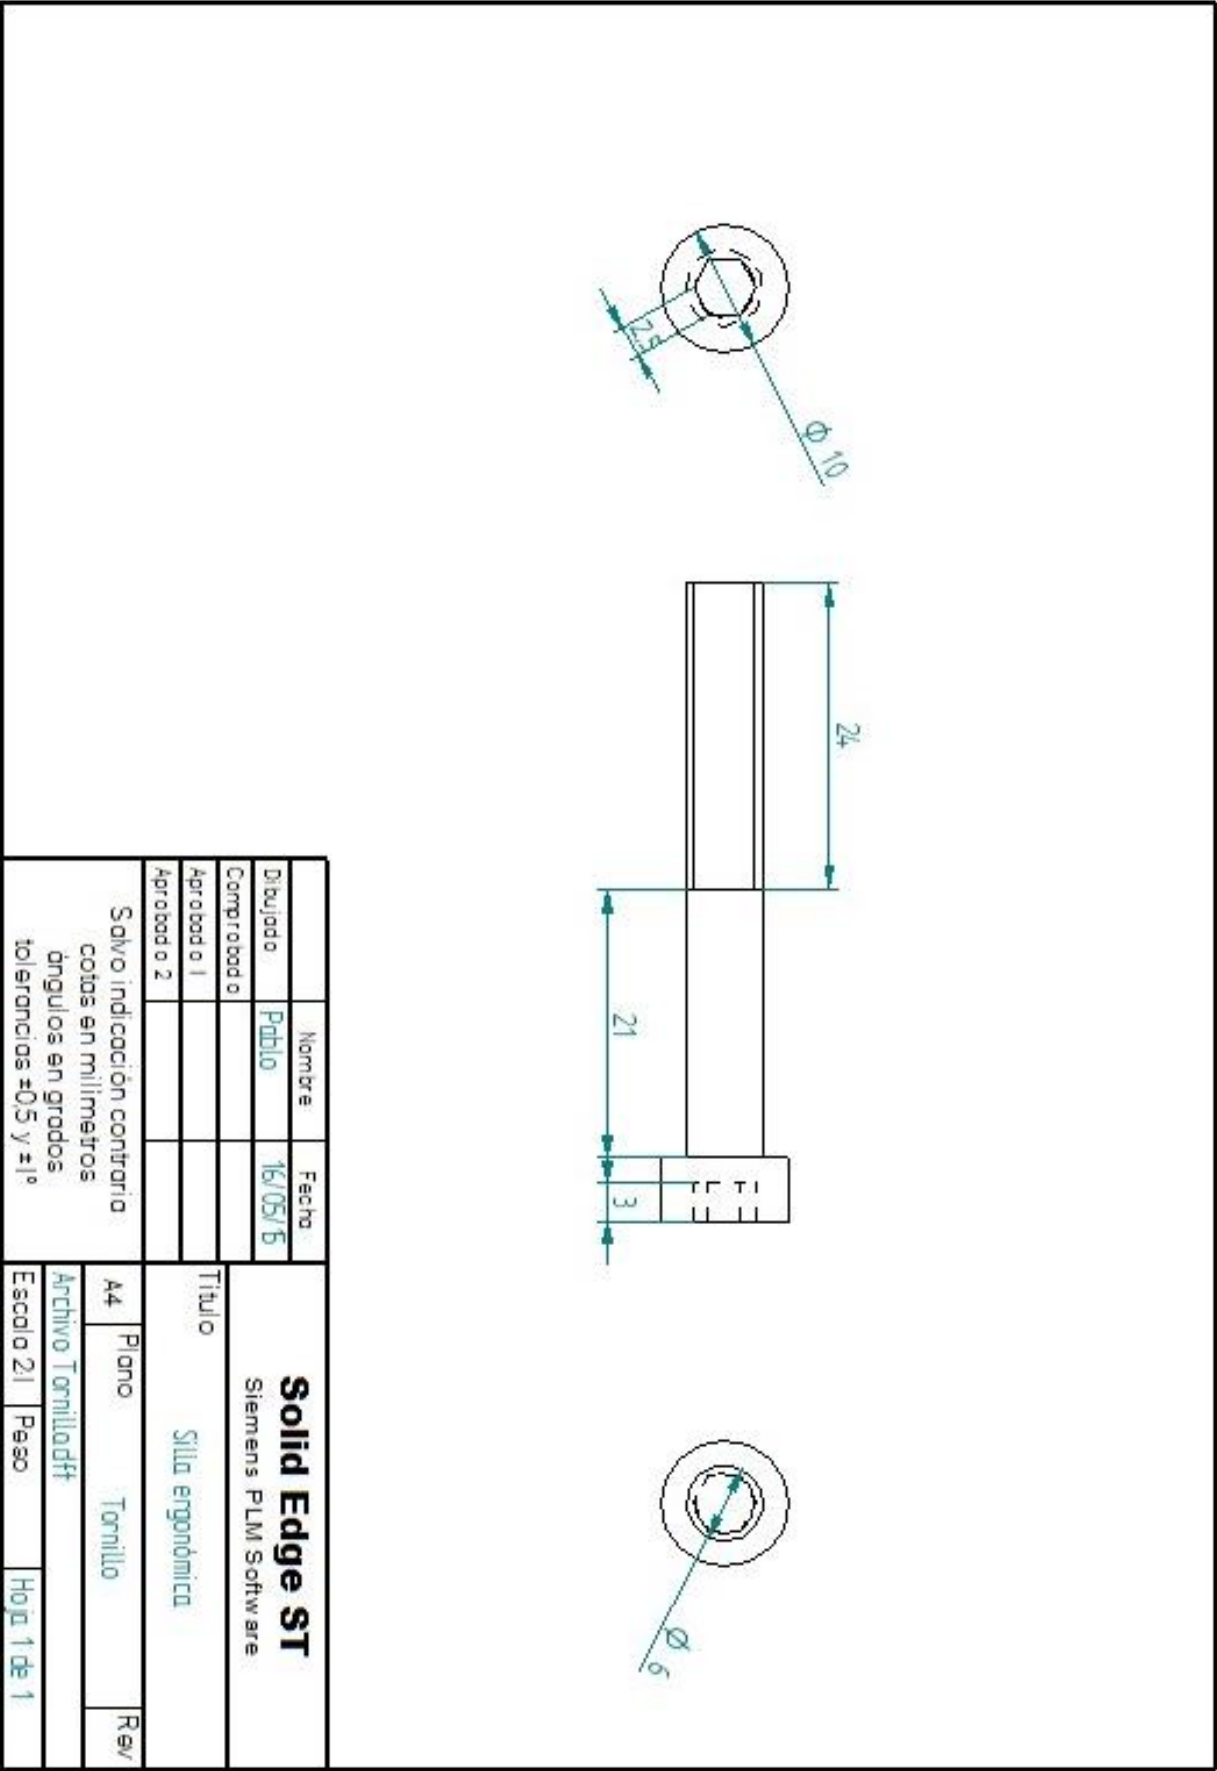 Φ 10
2,5
24
21
3
Ø 6
Nombre Fecha
Dibujado Pablo 16/05/15
Comprobado
Aprobado 1
Aprobado 2
Salvo indicación contraria
cotas en milímetros
ángulos en grados
tolerancias ±0,5 y ±1º
Solid Edge ST
Siemens PLM Software
Título
Silla ergonómica
A4 Plano Tornillo Rev
Archivo Tornillo.dft
Escala 2:1 Peso Hoja 1 de 1